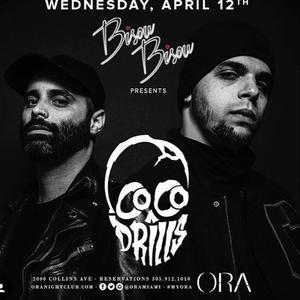 WEDNESDAY, APRIL 12TH
Bisou
Bisou
PRESENTS
COCO
DRILLS
2000 COLLINS AVE - RESERVATIONS 305.912.1010
ORANIGHTCLUB.COM - @ORAMIAMI - #MYORA
ORA